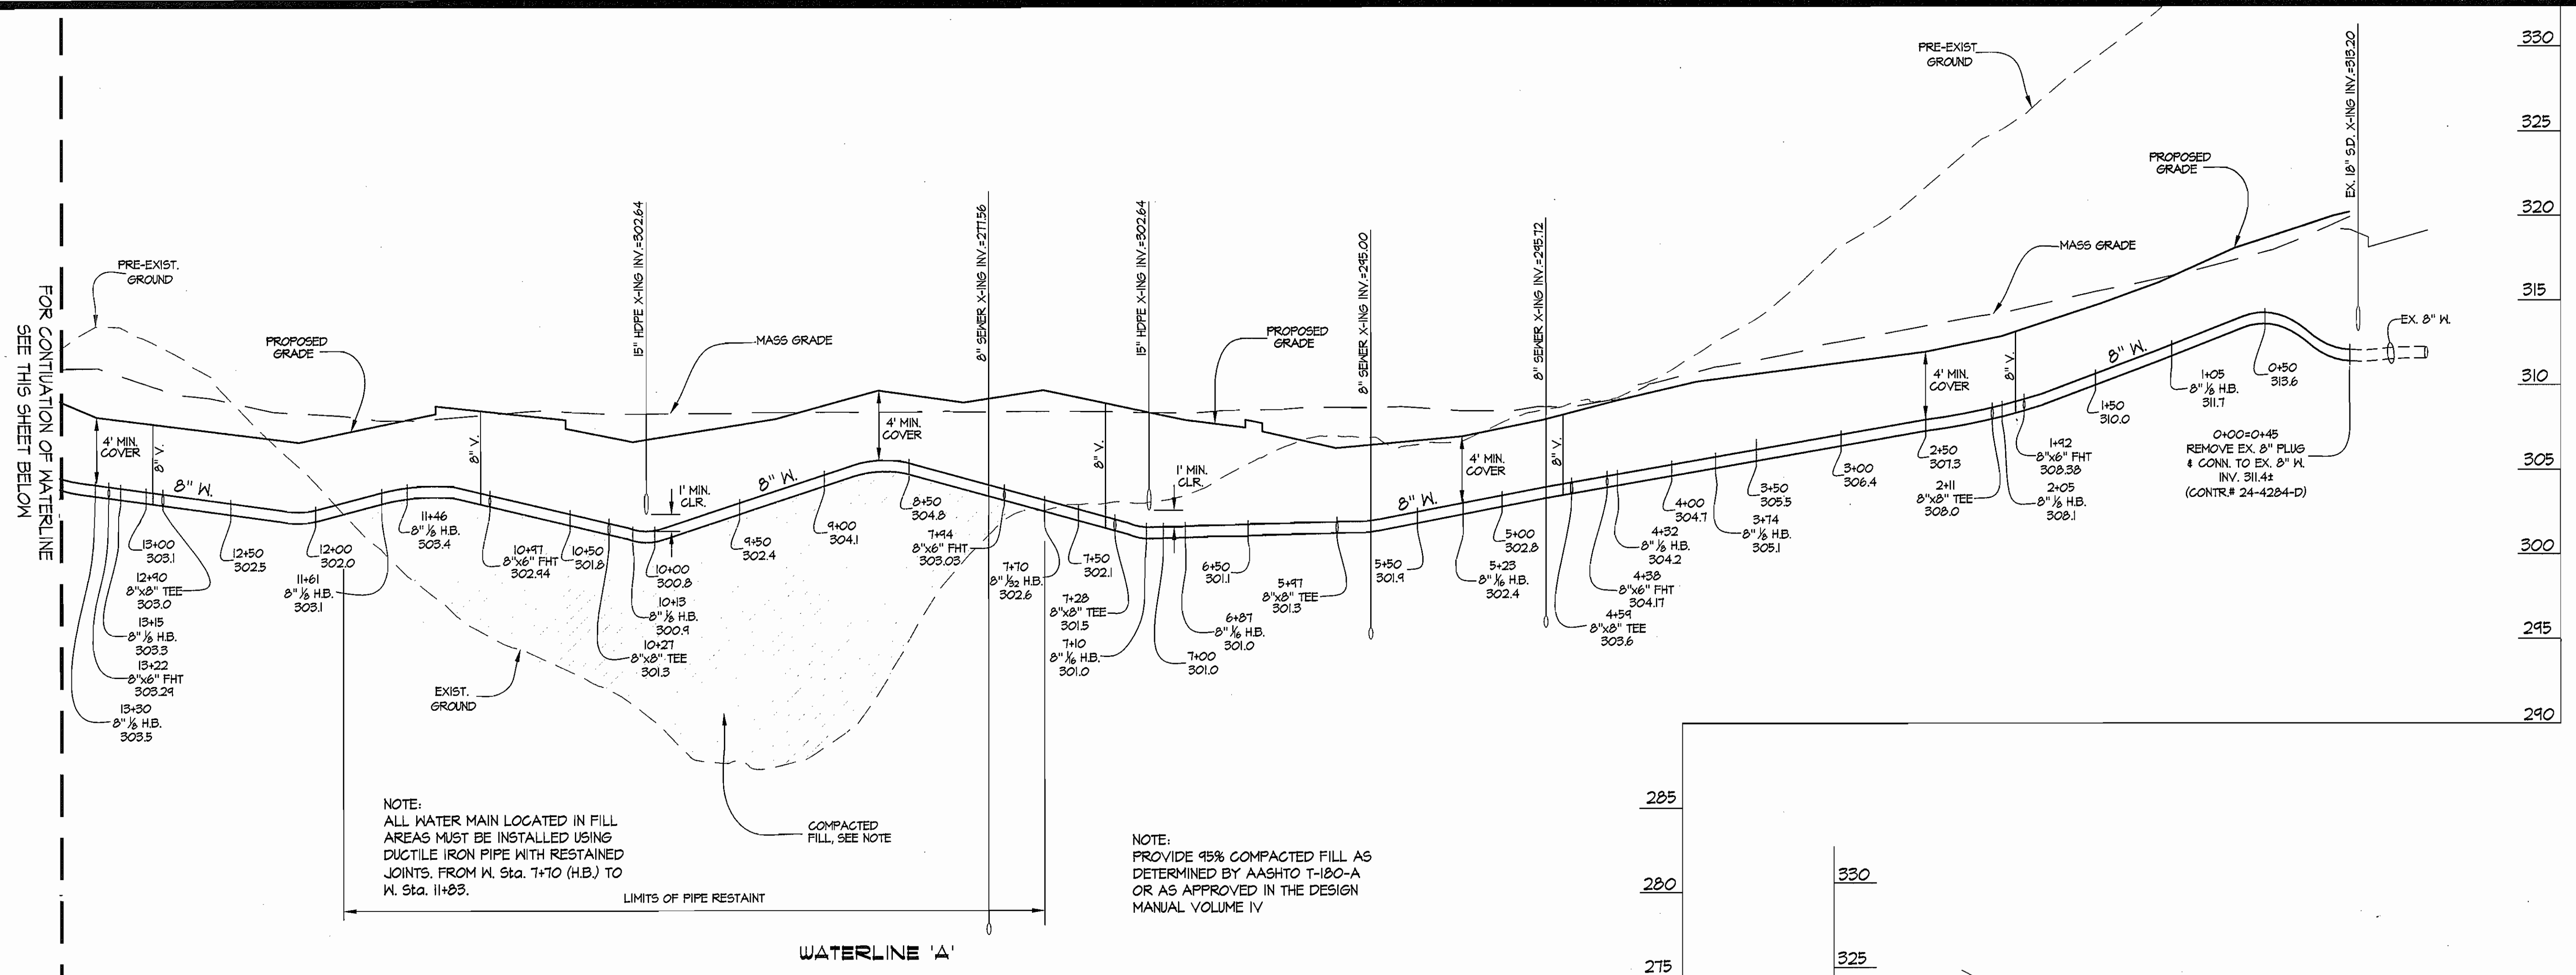 FOR CONTIUATION OF WATERLINE
SEE THIS SHEET BELOW
PRE-EXIST.
GROUND
PROPOSED
GRADE
4' MIN.
COVER
8" V.
8" W.
13+00
303.1
12+90
8"x8" TEE
303.0
13+15
8" ⅛ H.B.
303.3
13+22
8"x6" FHT
303.29
13+30
8" ⅛ H.B.
303.5
12+50
302.5
12+00
302.0
11+61
8" ⅛ H.B.
303.1
11+46
8" ⅛ H.B.
303.4
8" V.
10+97
8"x6" FHT
302.94
10+50
301.8
15" HDPE X-ING INV.=302.64
1' MIN.
CLR.
10+00
300.8
10+13
8" ⅛ H.B.
300.9
10+27
8"x8" TEE
301.3
MASS GRADE
8" W.
9+50
302.4
9+00
304.1
4' MIN.
COVER
8+50
304.8
8" SEWER X-ING INV.=277.56
7+94
8"x6" FHT
303.03
7+70
8" 1/32 H.B.
302.6
8" V.
7+50
302.1
7+28
8"x8" TEE
301.5
7+10
8" 1/16 H.B.
301.0
15" HDPE X-ING INV.=302.64
1' MIN.
CLR.
7+00
301.0
6+87
8" 1/16 H.B.
301.0
PROPOSED
GRADE
6+50
301.1
5+97
8"x8" TEE
301.3
8" SEWER X-ING INV.=295.00
5+50
301.9
8" W.
4' MIN.
COVER
5+23
8" 1/16 H.B.
302.4
5+00
302.8
8" SEWER X-ING INV.=295.72
8" V.
4+59
8"x8" TEE
303.6
4+38
8"x6" FHT
304.17
4+32
8" ⅛ H.B.
304.2
4+00
304.7
3+74
8" ⅛ H.B.
305.1
3+50
305.5
3+00
306.4
4' MIN.
COVER
2+50
307.3
2+11
8"x8" TEE
308.0
2+05
8" ⅛ H.B.
308.1
8" V.
1+92
8"x6" FHT
308.38
8" W.
1+50
310.0
1+05
8" ⅛ H.B.
311.7
0+50
313.6
0+00=0+45
REMOVE EX. 8" PLUG
& CONN. TO EX. 8" W.
INV. 311.4±
(CONTR.# 24-4284-D)
EX. 8" W.
EX. 18" S.D. X-ING INV.=313.20
PRE-EXIST
GROUND
PROPOSED
GRADE
MASS GRADE
330
325
320
315
310
305
300
295
290
285
280
275
330
325
EXIST.
GROUND
COMPACTED
FILL, SEE NOTE
NOTE:
ALL WATER MAIN LOCATED IN FILL
AREAS MUST BE INSTALLED USING
DUCTILE IRON PIPE WITH RESTAINED
JOINTS. FROM W. Sta. 7+70 (H.B.) TO
W. Sta. 11+83.
LIMITS OF PIPE RESTAINT
NOTE:
PROVIDE 95% COMPACTED FILL AS
DETERMINED BY AASHTO T-180-A
OR AS APPROVED IN THE DESIGN
MANUAL VOLUME IV
WATERLINE 'A'